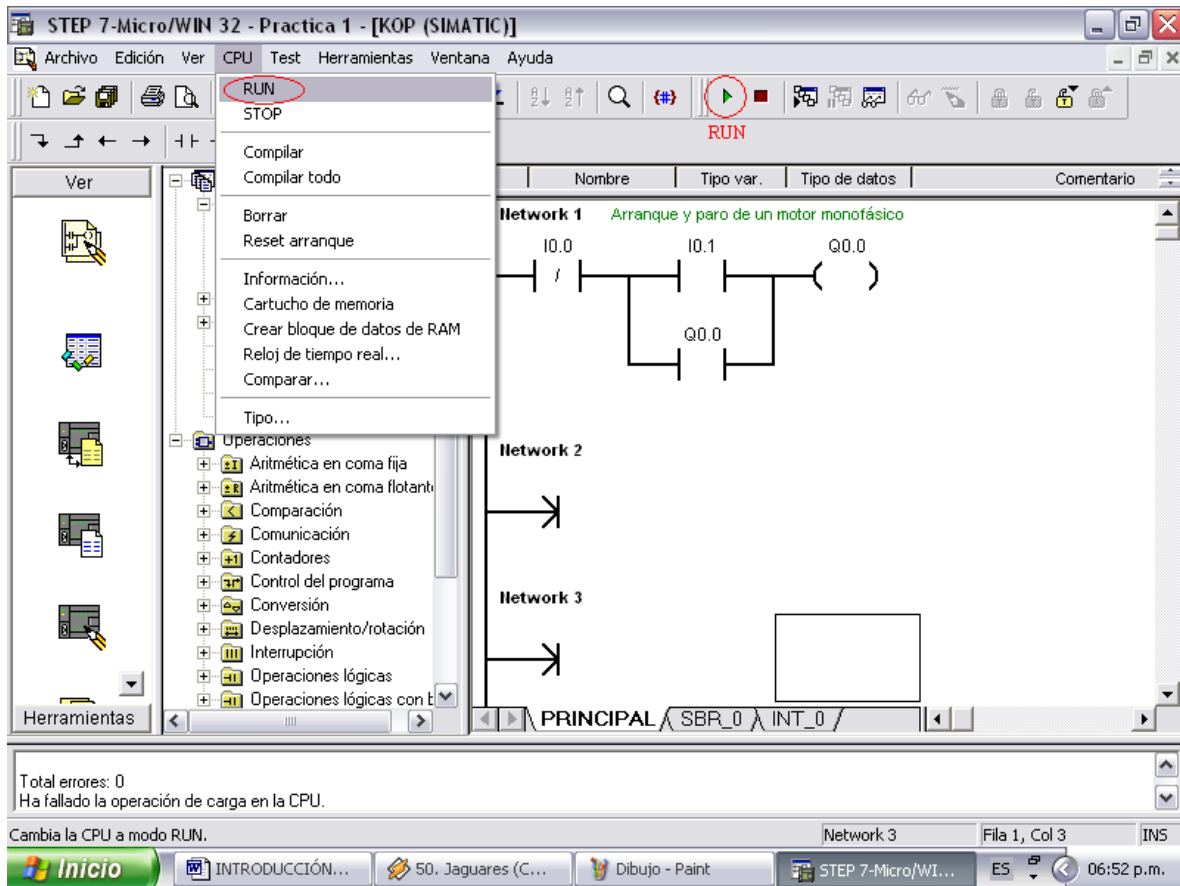 STEP 7-Micro/WIN 32 - Practica 1 - [KOP (SIMATIC)]
Archivo Edición Ver CPU Test Herramientas Ventana Ayuda
RUN
STOP
Compilar
Compilar todo
Borrar
Reset arranque
Información...
Cartucho de memoria
Crear bloque de datos de RAM
Reloj de tiempo real...
Comparar...
Tipo...
RUN
Ver
Nombre Tipo var. Tipo de datos Comentario
Network 1 Arranque y paro de un motor monofásico
I0.0 I0.1 Q0.0
Q0.0
Network 2
Network 3
Operaciones
Aritmética en coma fija
Aritmética en coma flotant
Comparación
Comunicación
Contadores
Control del programa
Conversión
Desplazamiento/rotación
Interrupción
Operaciones lógicas
Operaciones lógicas con
Herramientas
PRINCIPAL SBR_0 INT_0
Total errores: 0
Ha fallado la operación de carga en la CPU.
Cambia la CPU a modo RUN.
Network 3 Fila 1, Col 3 INS
Inicio INTRODUCCIÓN... 50. Jaguares (C... Dibujo - Paint STEP 7-Micro/WI... ES 06:52 p.m.